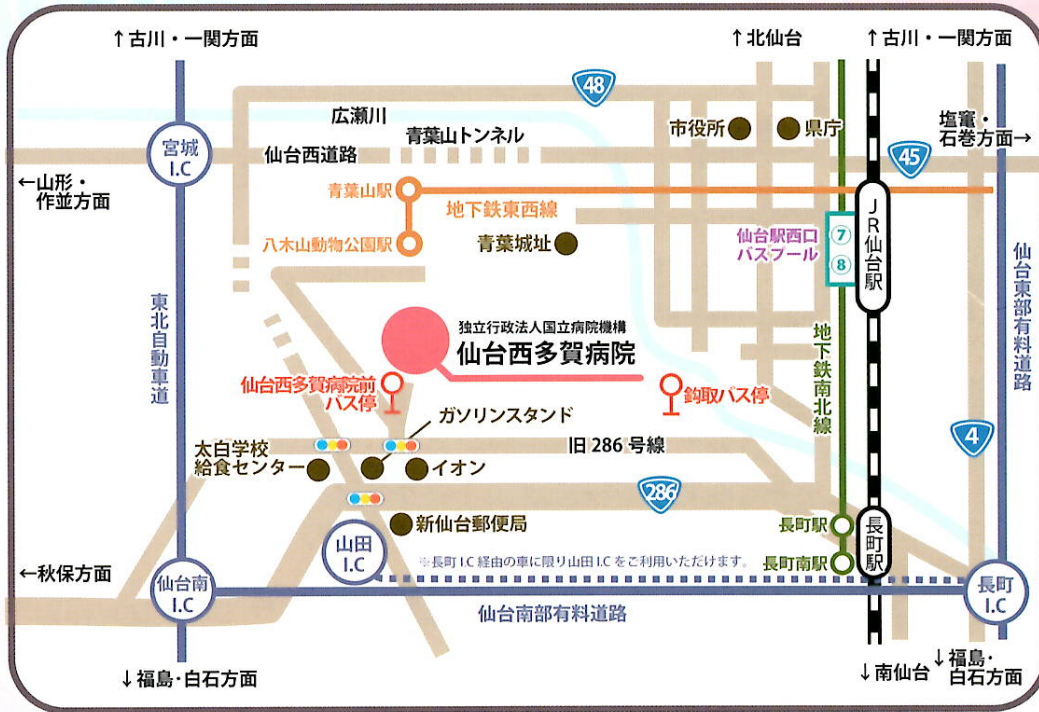 ↑古川・一関方面
↑北仙台
↑古川・一関方面
48
広瀬川
市役所
県庁
塩竈・
石巻方面→
青葉山トンネル
宮城
I.C
仙台西道路
45
←山形・
作並方面
青葉山駅
地下鉄東西線
JR仙台駅
仙台駅西口
バスプール
⑦
⑧
八木山動物公園駅
青葉城址
仙台東部有料道路
東北自動車道
独立行政法人国立病院機構
仙台西多賀病院
地下鉄南北線
仙台西多賀病院前
バス停
鈎取バス停
ガソリンスタンド
太白学校
給食センター
イオン
旧286号線
4
286
新仙台郵便局
長町駅
長町駅
山田
I.C
※長町I.C経由の車に限り山田I.Cをご利用いただけます。
長町南駅
←秋保方面
仙台南
I.C
長町
I.C
仙台南部有料道路
↓福島・白石方面
↓南仙台
↓福島・
白石方面